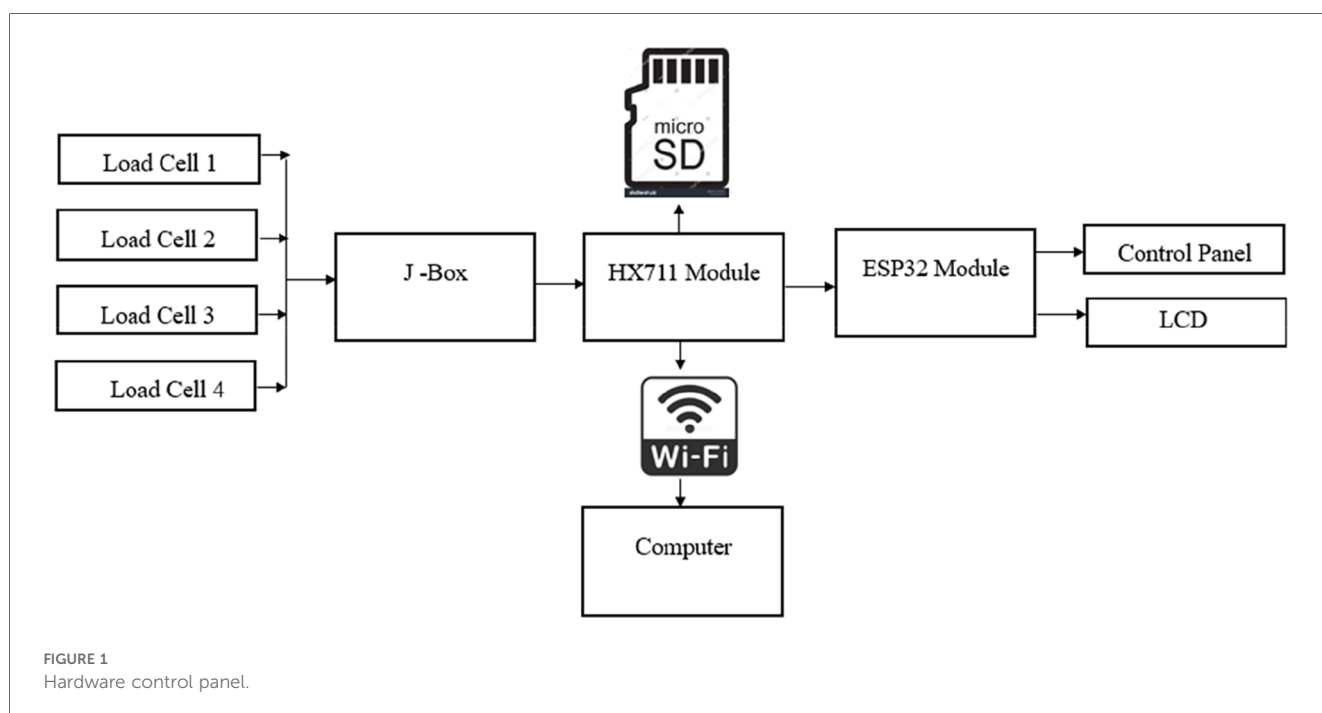 micro
SD
Load Cell 1
Load Cell 2
Load Cell 3
Load Cell 4
J -Box
HX711 Module
ESP32 Module
Control Panel
LCD
Wi-Fi
Computer
FIGURE 1
Hardware control panel.